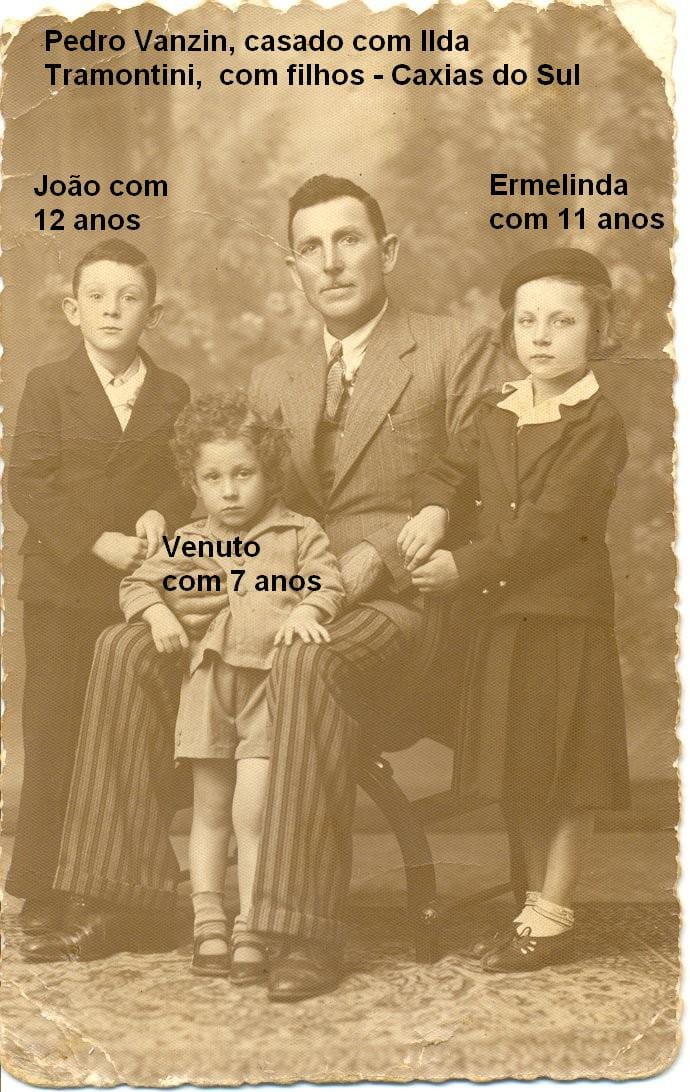 Pedro Vanzin, casado com Ilda
Tramontini, com filhos - Caxias do Sul
João com
12 anos
Ermelinda
com 11 anos
Venuto
com 7 anos